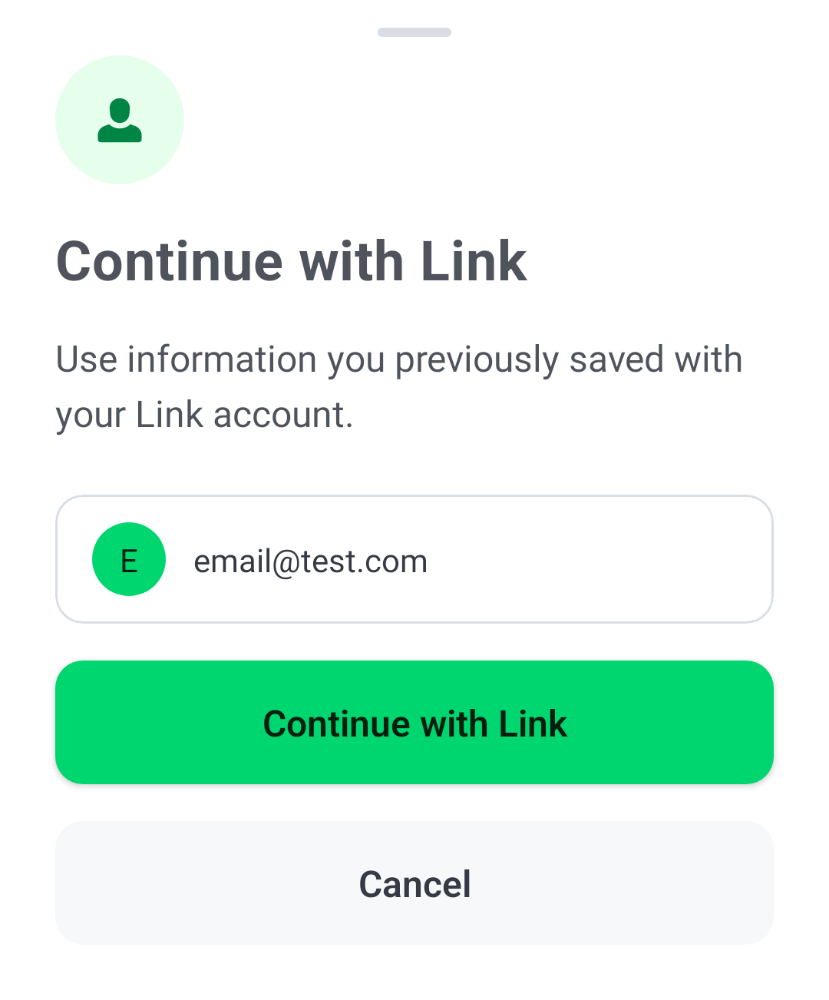 Continue with Link
Use information you previously saved with
your Link account.
E
email@test.com
Continue with Link
Cancel